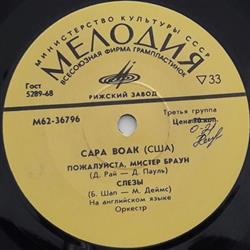 МИНИСТЕРСТВО КУЛЬТУРЫ СССР
МЕЛОДИЯ
ВСЕСОЮЗНАЯ ФИРМА ГРАМПЛАСТИНОК
ГОСТ
5289-68
РИЖСКИЙ ЗАВОД
33
М62-36796
Третья группа
Цена
САРА ВОАК (США)
ПОЖАЛУЙСТА, МИСТЕР БРАУН
(Д. Рай — Д. Пауль)
СЛЕЗЫ
(Б. Шап — М. Деймс)
На английском языке
Оркестр